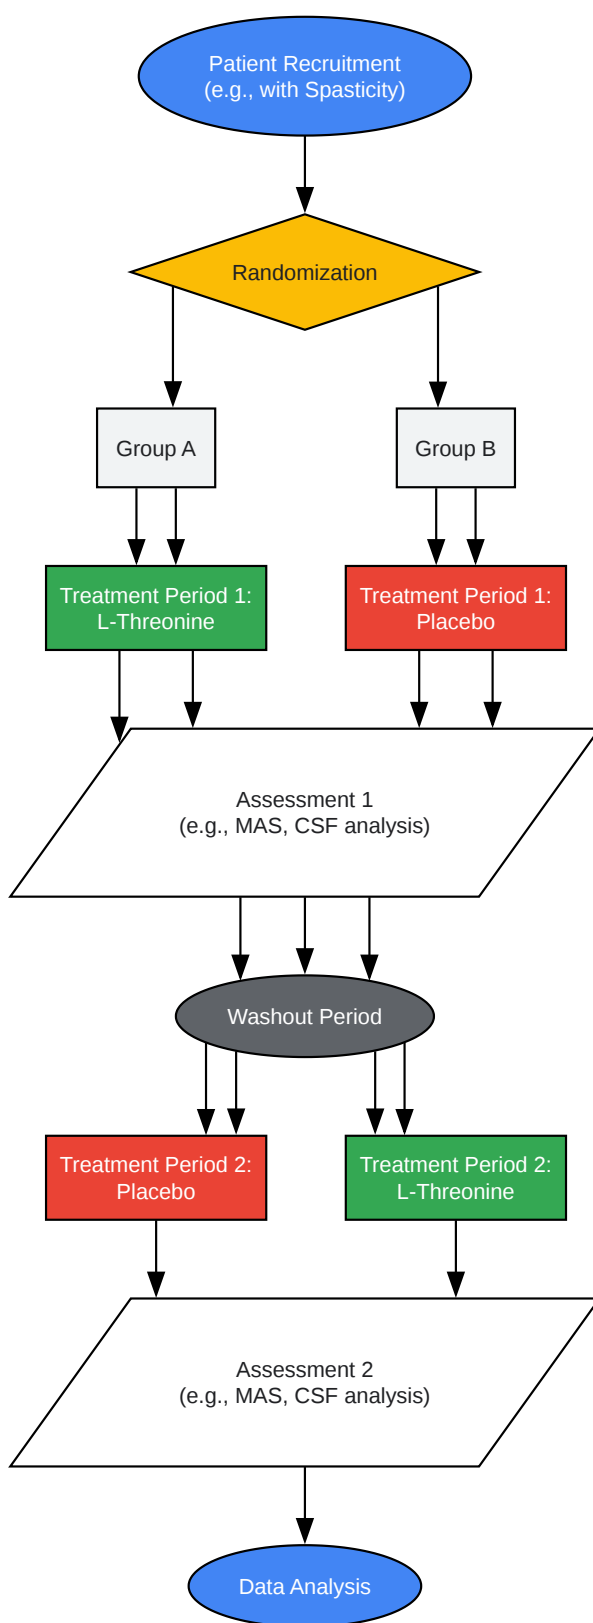 Patient Recruitment
(e.g., with Spasticity)
Randomization
Group A
Group B
Treatment Period 1:
L-Threonine
Treatment Period 1:
Placebo
Assessment 1
(e.g., MAS, CSF analysis)
Washout Period
Treatment Period 2:
Placebo
Treatment Period 2:
L-Threonine
Assessment 2
(e.g., MAS, CSF analysis)
Data Analysis